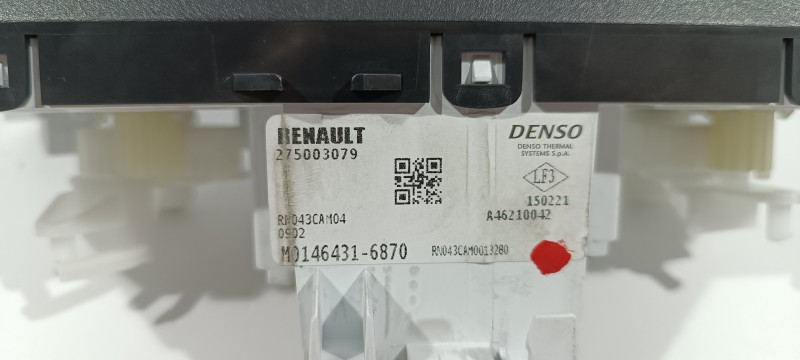 RENAULT
275003079
DENSO
DENSO THERMAL
SYSTEMS S.p.A.
LF3
150221
A46210042
RN043CAM04
0902
M0146431-6870
RN043CAM0013280